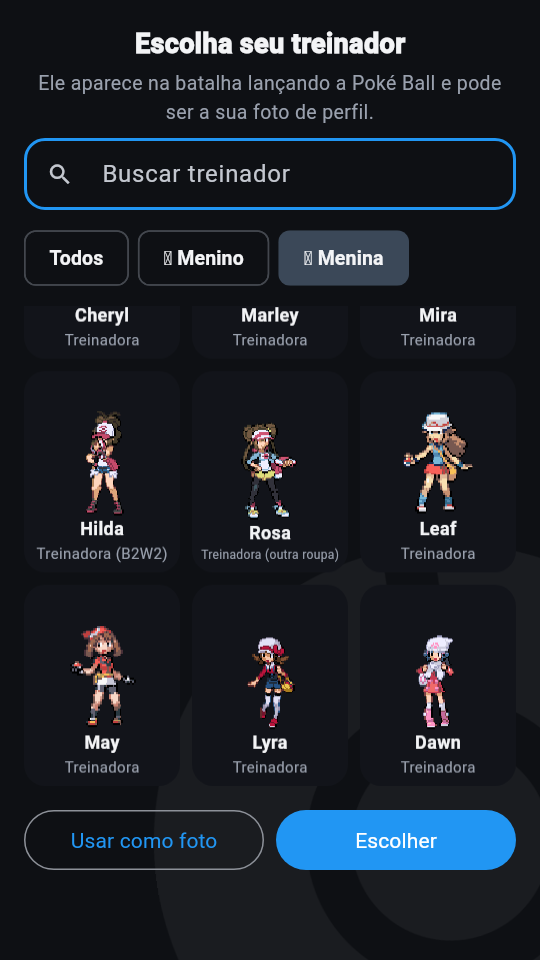 Escolha seu treinador
Ele aparece na batalha lançando a Poké Ball e pode
ser a sua foto de perfil.
Buscar treinador
Todos
Menino
Menina
Cheryl
Marley
Mira
Treinadora
Treinadora
Treinadora
Hilda
Rosa
Leaf
Treinadora (B2W2)
Treinadora (outra roupa)
Treinadora
May
Lyra
Dawn
Treinadora
Treinadora
Treinadora
Usar como foto
Escolher